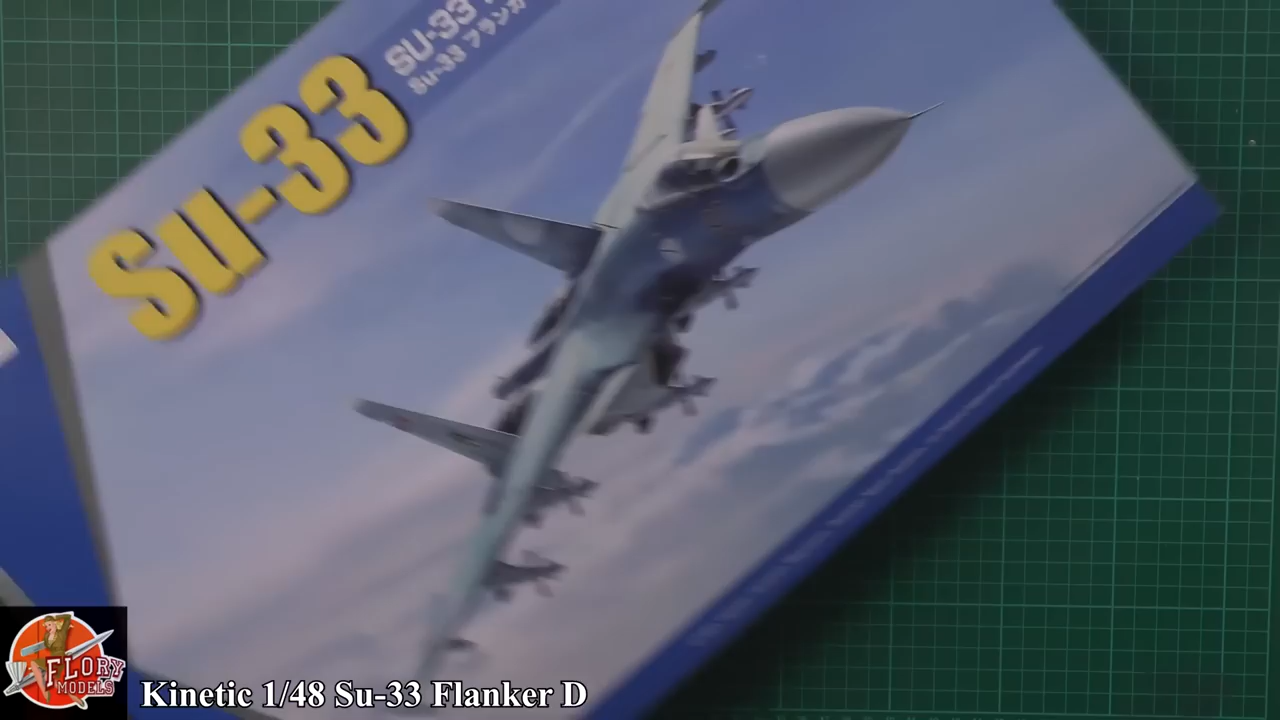 Su-33
SU-33
Su-33 フランカ
FLORY
MODELS
Kinetic 1/48 Su-33 Flanker D